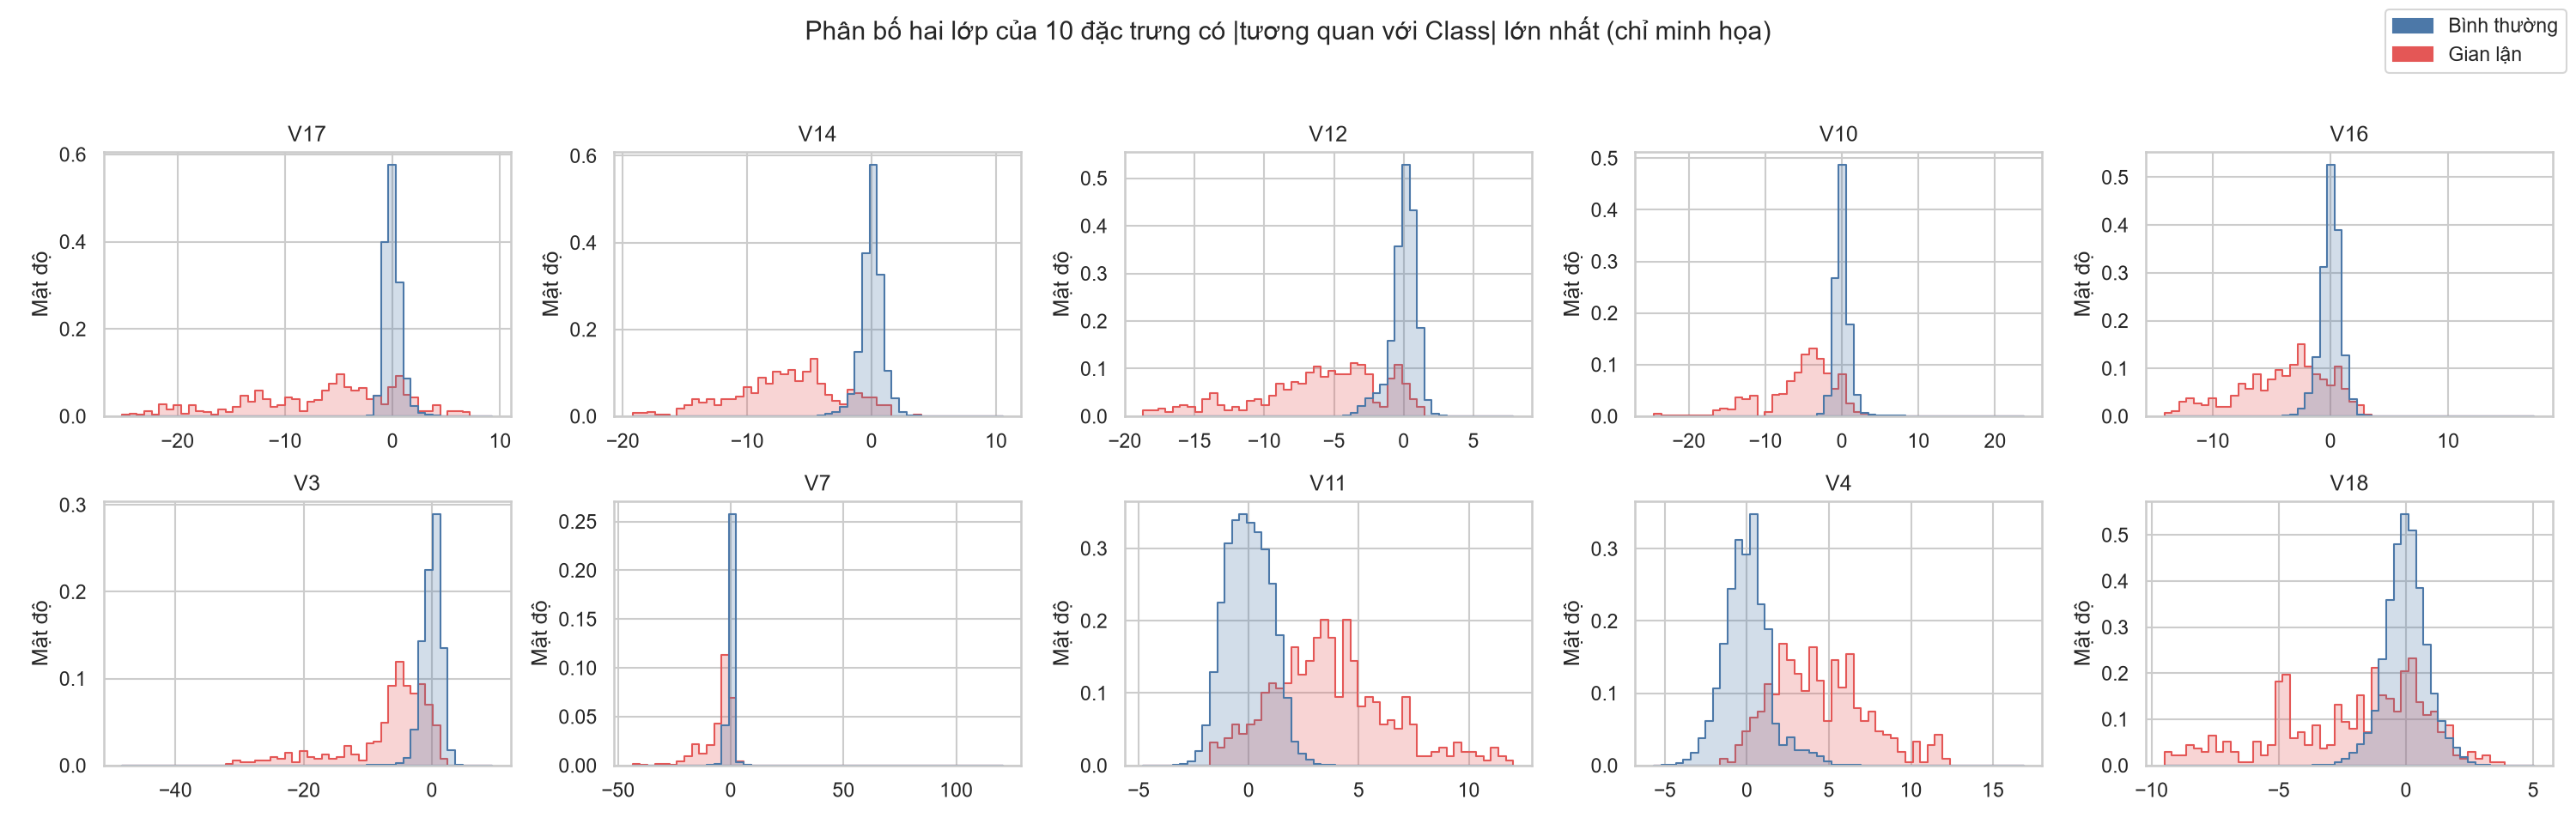 Phân bố hai lớp của 10 đặc trưng có |tương quan với Class| lớn nhất (chỉ minh họa)
Bình thường
Gian lận
V17
V14
V12
V10
V16
Mật độ
0.6
0.4
0.2
0.0
−20 −10 0 10
Mật độ
0.6
0.4
0.2
0.0
−20 −10 0 10
Mật độ
0.5
0.4
0.3
0.2
0.1
0.0
−20 −15 −10 −5 0 5
Mật độ
0.5
0.4
0.3
0.2
0.1
0.0
−20 −10 0 10 20
Mật độ
0.5
0.4
0.3
0.2
0.1
0.0
−10 0 10
V3
V7
V11
V4
V18
Mật độ
0.3
0.2
0.1
0.0
−40 −20 0
Mật độ
0.25
0.20
0.15
0.10
0.05
0.00
−50 0 50 100
Mật độ
0.3
0.2
0.1
0.0
−5 0 5 10
Mật độ
0.3
0.2
0.1
0.0
−5 0 5 10 15
Mật độ
0.5
0.4
0.3
0.2
0.1
0.0
−10 −5 0 5